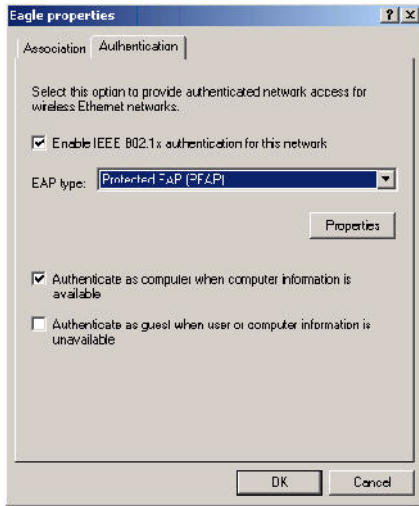 Eagle properties
Association
Authentication
Select this option to provide authenticated network access for
wireless Ethernet networks.
Enable IEEE 802.1x authentication for this network
EAP type:
Protected EAP (PEAP)
Properties
Authenticate as computer when computer information is
available
Authenticate as guest when user or computer information is
unavailable
OK
Cancel